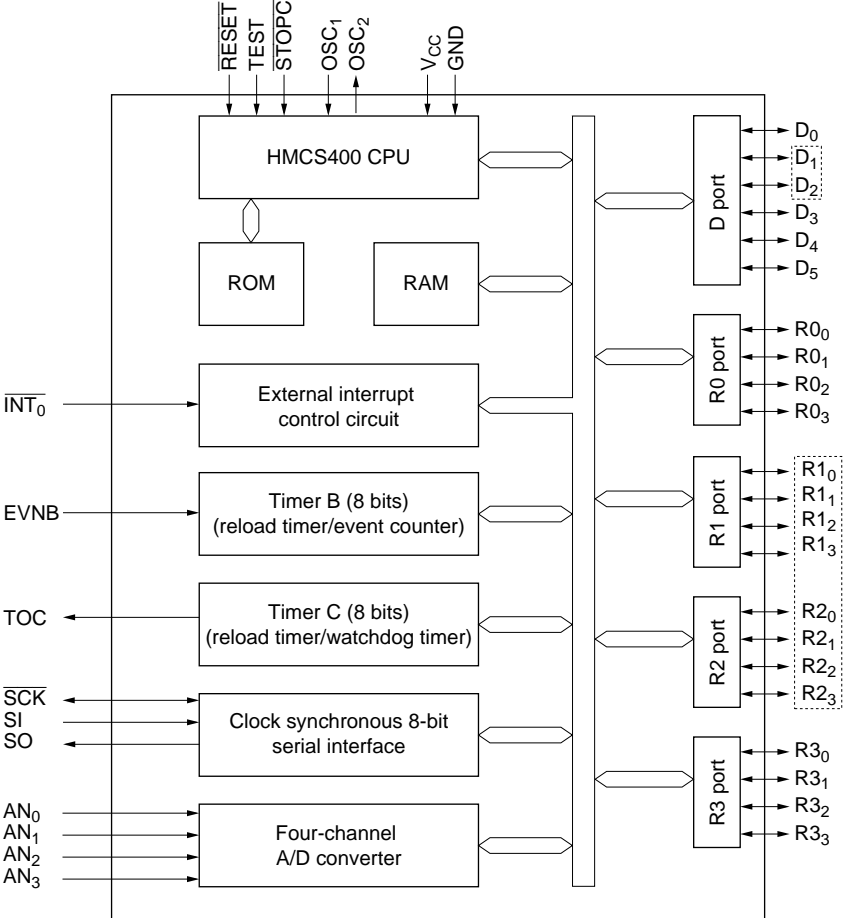 RESET
TEST
STOPC
OSC₁
OSC₂
VCC
GND
HMCS400 CPU
ROM
RAM
INT₀
External interrupt
control circuit
EVNB
Timer B (8 bits)
(reload timer/event counter)
TOC
Timer C (8 bits)
(reload timer/watchdog timer)
SCK
SI
SO
Clock synchronous 8-bit
serial interface
AN₀
AN₁
AN₂
AN₃
Four-channel
A/D converter
D port
D₀
D₁
D₂
D₃
D₄
D₅
R0 port
R0₀
R0₁
R0₂
R0₃
R1 port
R1₀
R1₁
R1₂
R1₃
R2 port
R2₀
R2₁
R2₂
R2₃
R3 port
R3₀
R3₁
R3₂
R3₃